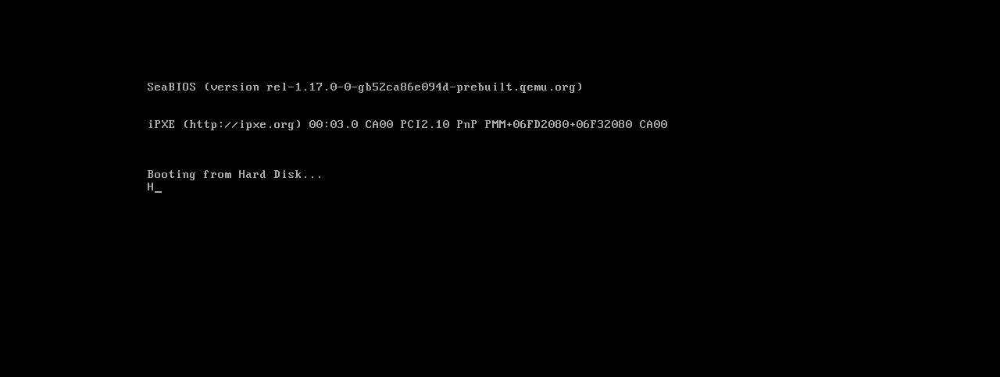 SeaBIOS (version rel-1.17.0-0-gb52ca86e094d-prebuilt.qemu.org)
iPXE (http://ipxe.org) 00:03.0 CA00 PCI2.10 PnP PMM+06FD2080+06F32080 CA00
Booting from Hard Disk...
H_